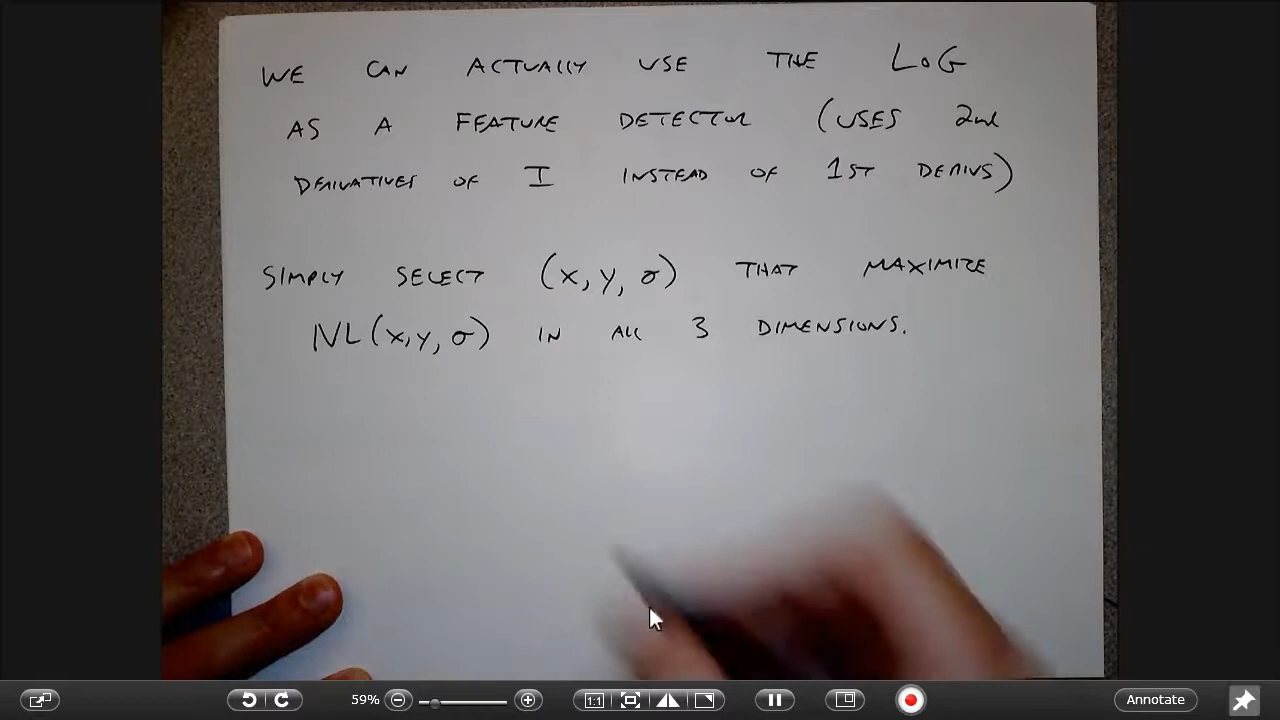 WE CAN ACTUALLY USE THE LoG
AS A FEATURE DETECTOR (USES 2nd
DERIVATIVES OF I INSTEAD OF 1ST DERIVS)
SIMPLY SELECT (x, y, σ) THAT MAXIMIZE
NL(x, y, σ) IN ALL 3 DIMENSIONS.
59%
1:1
Annotate